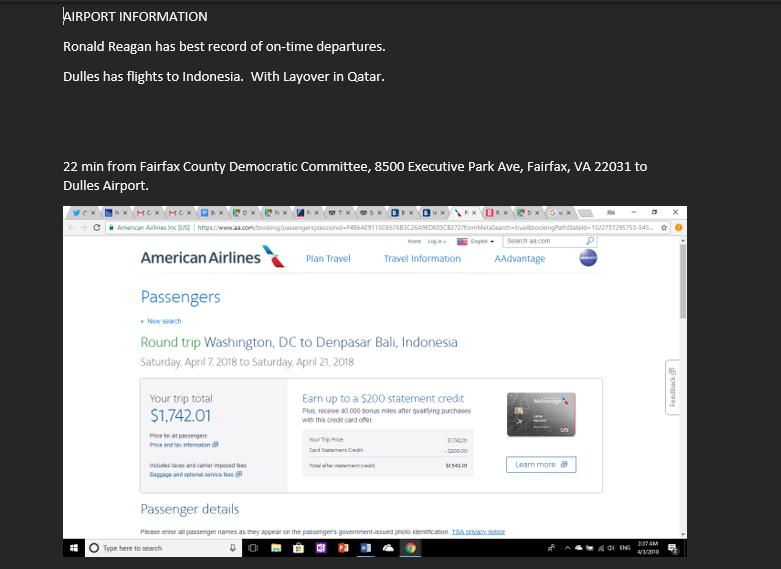 AIRPORT INFORMATION
Ronald Reagan has best record of on-time departures.
Dulles has flights to Indonesia.  With Layover in Qatar.
22 min from Fairfax County Democratic Committee, 8500 Executive Park Ave, Fairfax, VA 22031 to
Dulles Airport.
American Airlines Inc [US]
Home Log in English Search aa.com
American Airlines Plan Travel Travel Information AAdvantage
Passengers
New search
Round trip Washington, DC to Denpasar Bali, Indonesia
Saturday, April 7, 2018 to Saturday, April 21, 2018
Feedback
Your trip total
$1,742.01
Price for all passengers
Price and tax information
Includes taxes and carrier imposed fees
Baggage and optional service fees
Earn up to a $200 statement credit
Plus, receive 40,000 bonus miles after qualifying purchases
with this credit card offer.
Your Trip Price: $1,742.01
Card Statement Credit: - $200.00
Total after statement credit: $1,542.01
AAdvantage
citi
Learn more
Passenger details
Please enter all passenger names as they appear on the passenger's government-issued photo identification. TSA privacy notice
Type here to search
ENG
2:37 AM
4/3/2018